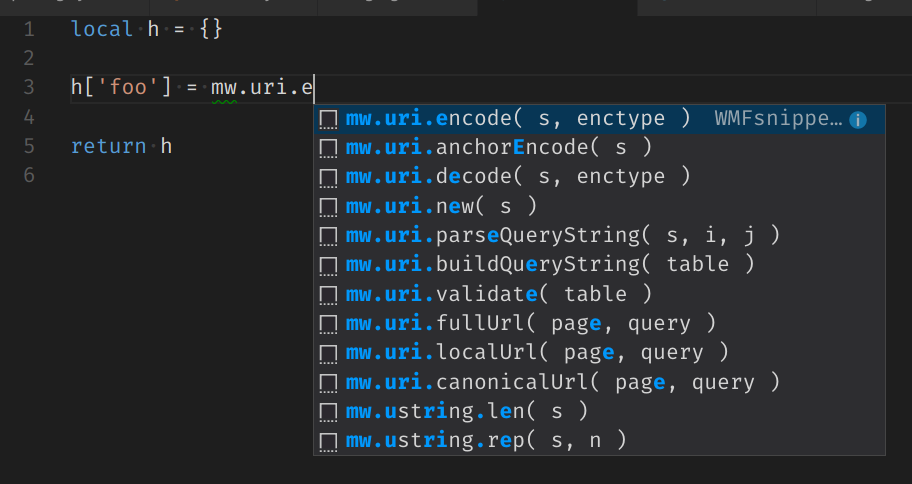 1 local h = {}
2
3 h['foo'] = mw.uri.e
4
5 return h
6
mw.uri.encode( s, enctype ) WMFsnippe…
mw.uri.anchorEncode( s )
mw.uri.decode( s, enctype )
mw.uri.new( s )
mw.uri.parseQueryString( s, i, j )
mw.uri.buildQueryString( table )
mw.uri.validate( table )
mw.uri.fullUrl( page, query )
mw.uri.localUrl( page, query )
mw.uri.canonicalUrl( page, query )
mw.ustring.len( s )
mw.ustring.rep( s, n )